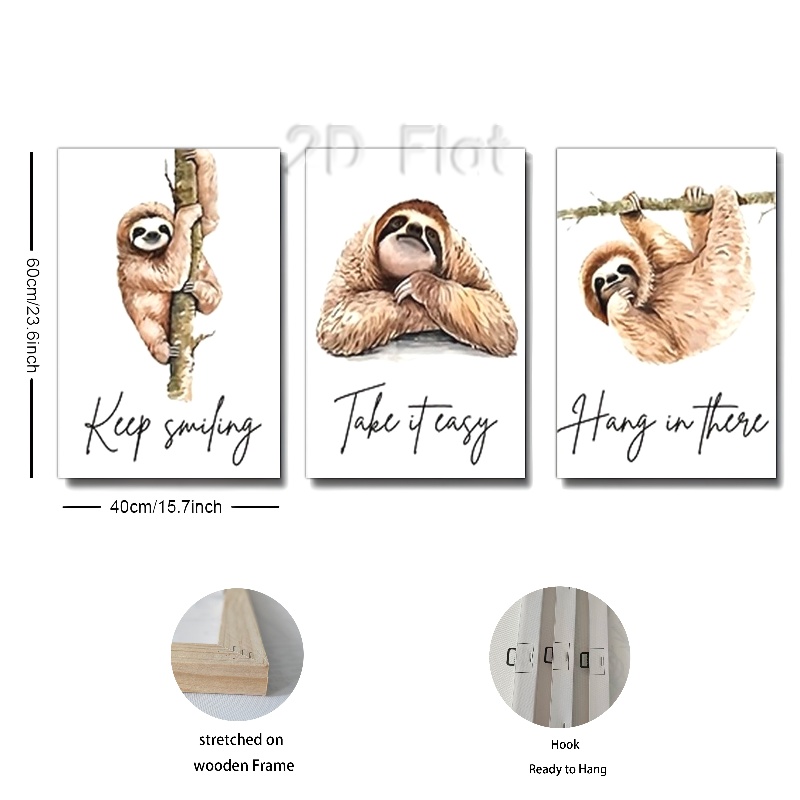 2D Flat
60cm/23.6inch
Keep smiling
Take it easy
Hang in there
40cm/15.7inch
stretched on
wooden Frame
Hook
Ready to Hang